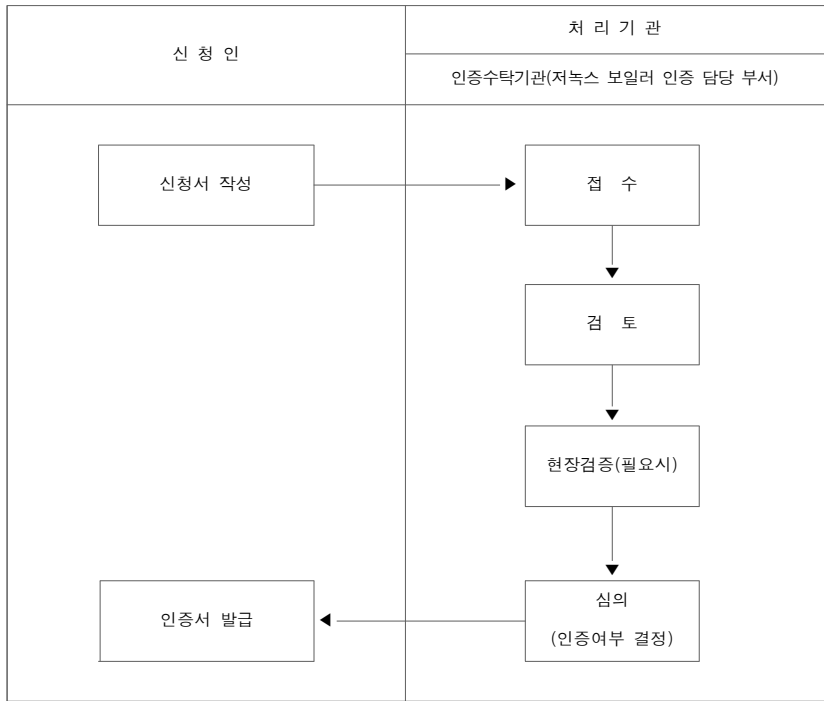 신 청 인
처 리 기 관
인증수탁기관(저녹스 보일러 인증 담당 부서)
신청서 작성
접 수
검 토
현장검증(필요시)
심의
(인증여부 결정)
인증서 발급